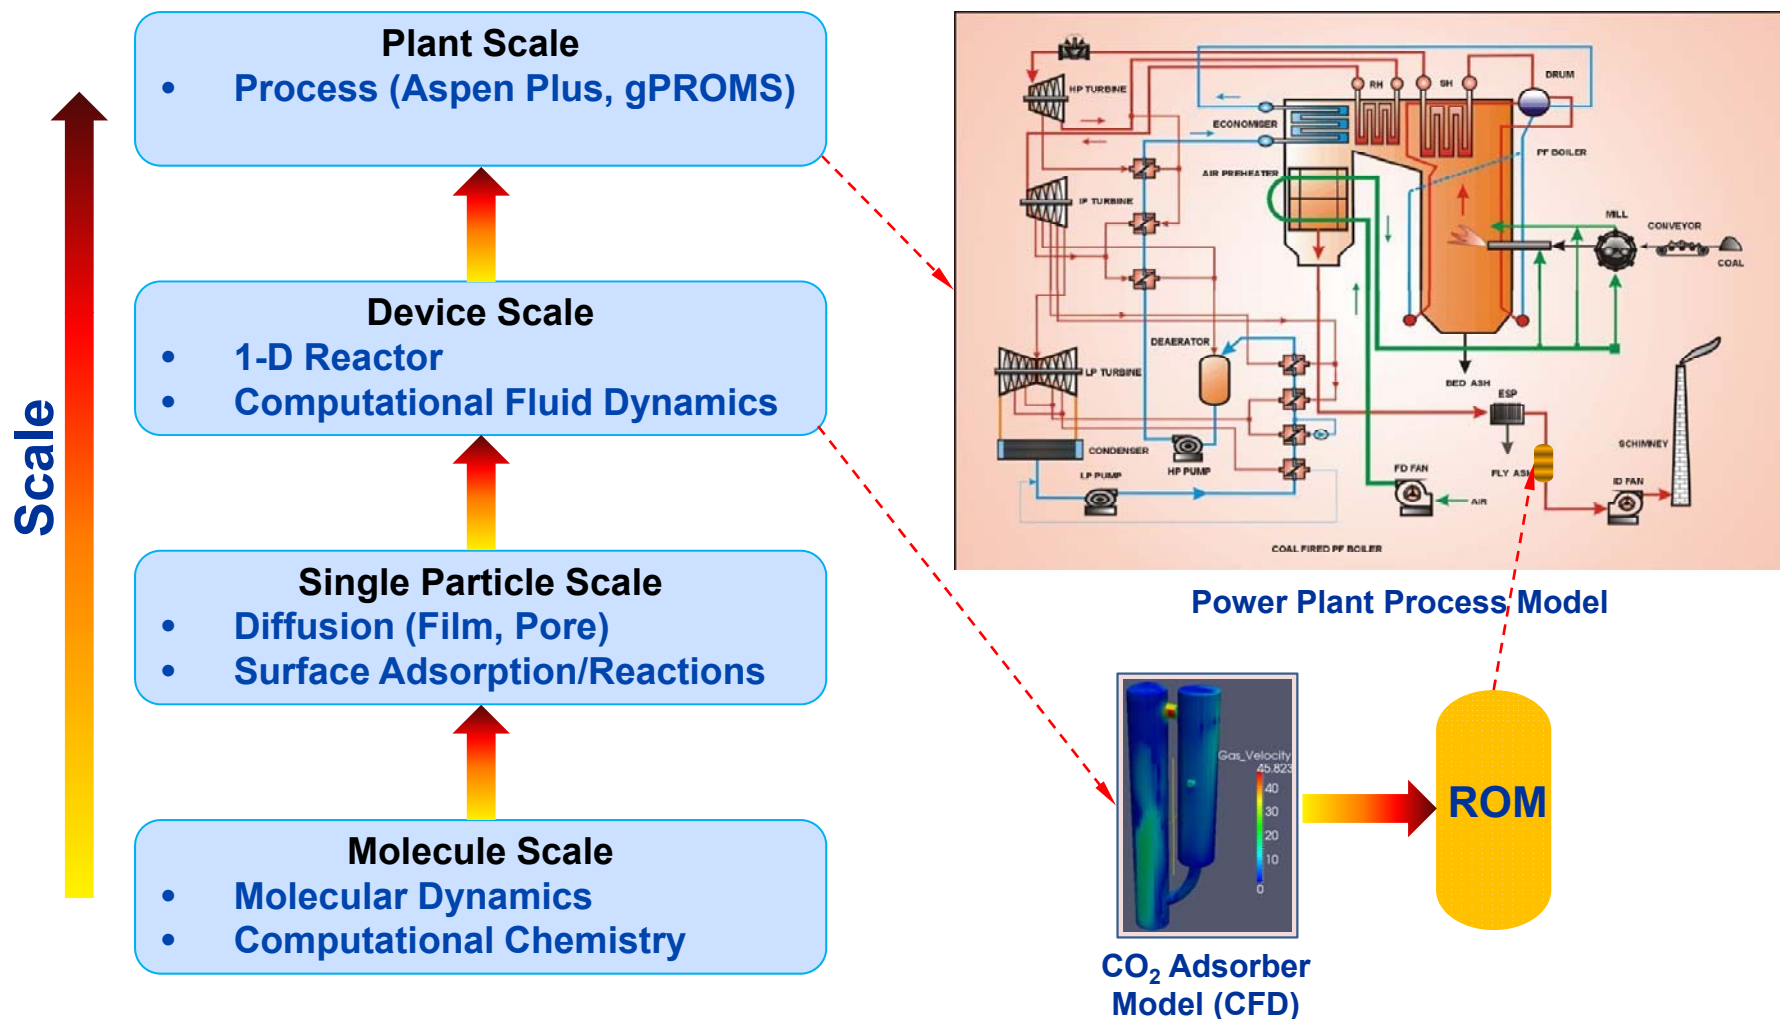 Plant Scale
• Process (Aspen Plus, gPROMS)
Device Scale
• 1-D Reactor
• Computational Fluid Dynamics
Single Particle Scale
• Diffusion (Film, Pore)
• Surface Adsorption/Reactions
Molecule Scale
• Molecular Dynamics
• Computational Chemistry
Scale
HP TURBINE
RH
SH
DRUM
ECONOMISER
PF BOILER
AIR PREHEATER
IP TURBINE
MILL
CONVEYOR
COAL
DEAERATOR
LP TURBINE
BED ASH
ESP
SCHIMNEY
CONDENSER
HP PUMP
LP PUMP
FD FAN
FLY ASH
ID FAN
AIR
COAL FIRED PF BOILER
Power Plant Process Model
Gas_Velocity
45.823
40
30
20
10
0
ROM
CO₂ Adsorber
Model (CFD)